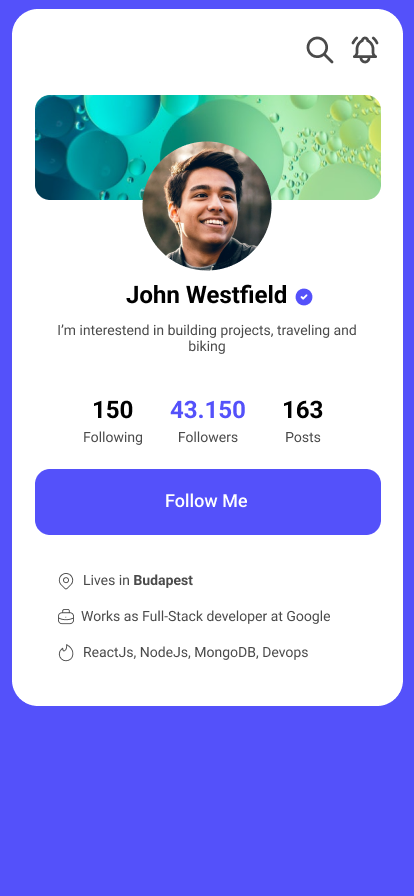 John Westfield
I'm interestend in building projects, traveling and
biking
150 43.150 163
Following Followers Posts
Follow Me
Lives in Budapest
Works as Full-Stack developer at Google
ReactJs, NodeJs, MongoDB, Devops